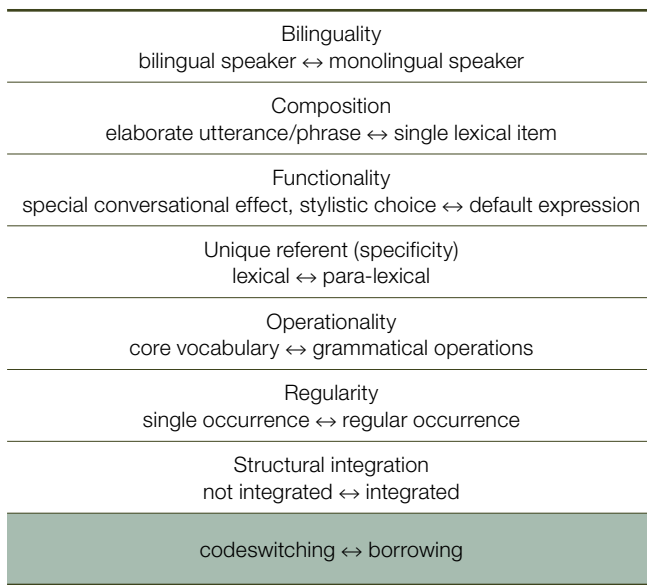 Bilinguality
bilingual speaker ↔ monolingual speaker
Composition
elaborate utterance/phrase ↔ single lexical item
Functionality
special conversational effect, stylistic choice ↔ default expression
Unique referent (specificity)
lexical ↔ para-lexical
Operationality
core vocabulary ↔ grammatical operations
Regularity
single occurrence ↔ regular occurrence
Structural integration
not integrated ↔ integrated
codeswitching ↔ borrowing